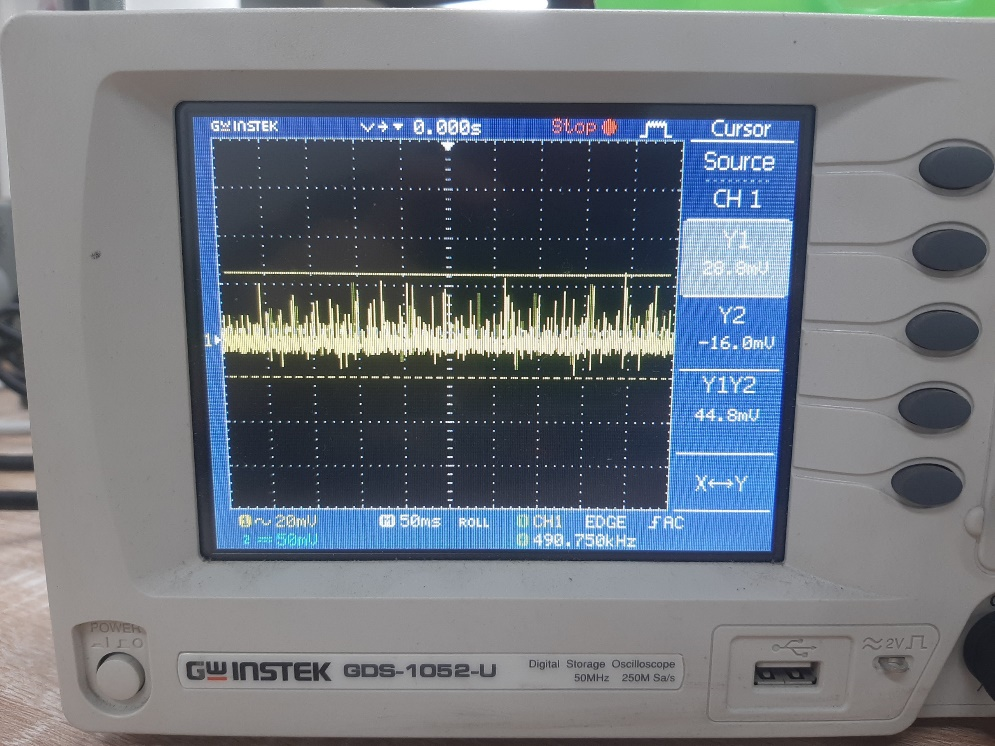 GW INSTEK 0.000s Stop
Cursor
Source
CH 1
Y1
28.8mV
Y2
-16.0mV
Y1Y2
44.8mV
X↔Y
1
1 ~ 20mV M 50ms ROLL 1 CH1 EDGE AC
2 50mV 490.750kHz
POWER
GW INSTEK GDS-1052-U Digital Storage Oscilloscope
50MHz 250M Sa/s
≈2V